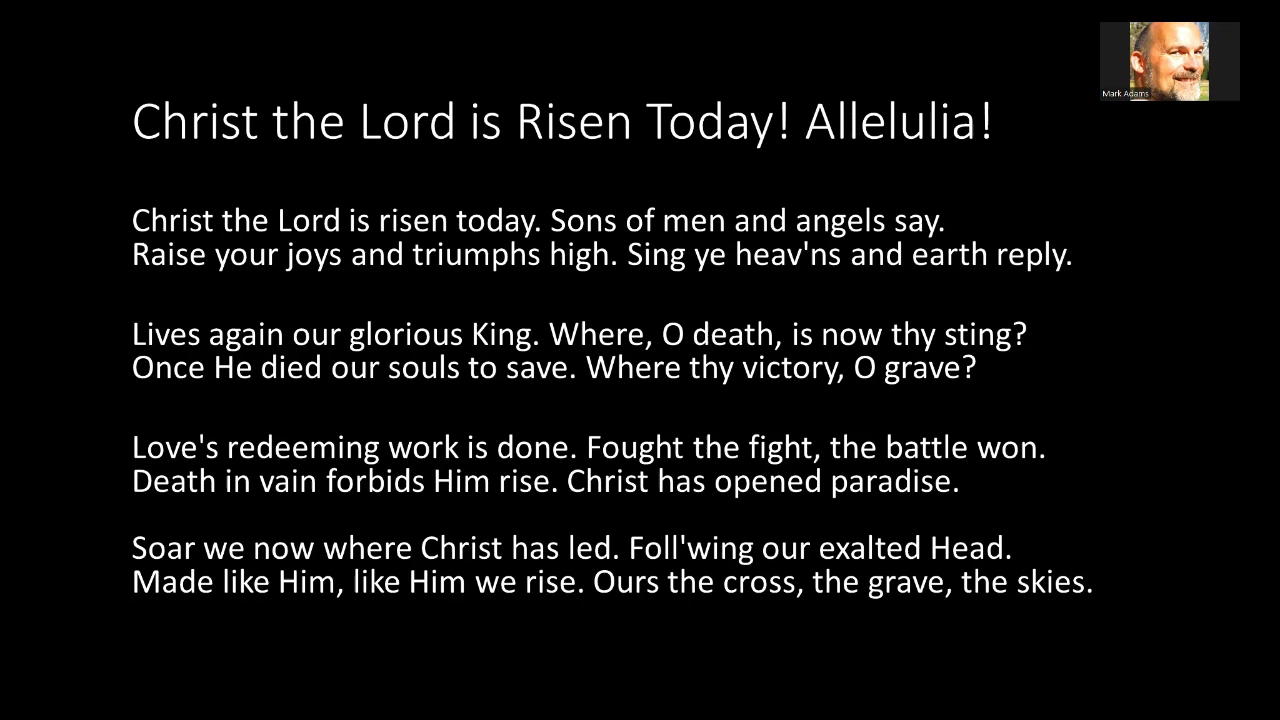 Mark Adams
Christ the Lord is Risen Today! Allelulia!
Christ the Lord is risen today. Sons of men and angels say.
Raise your joys and triumphs high. Sing ye heav'ns and earth reply.
Lives again our glorious King. Where, O death, is now thy sting?
Once He died our souls to save. Where thy victory, O grave?
Love's redeeming work is done. Fought the fight, the battle won.
Death in vain forbids Him rise. Christ has opened paradise.
Soar we now where Christ has led. Foll'wing our exalted Head.
Made like Him, like Him we rise. Ours the cross, the grave, the skies.